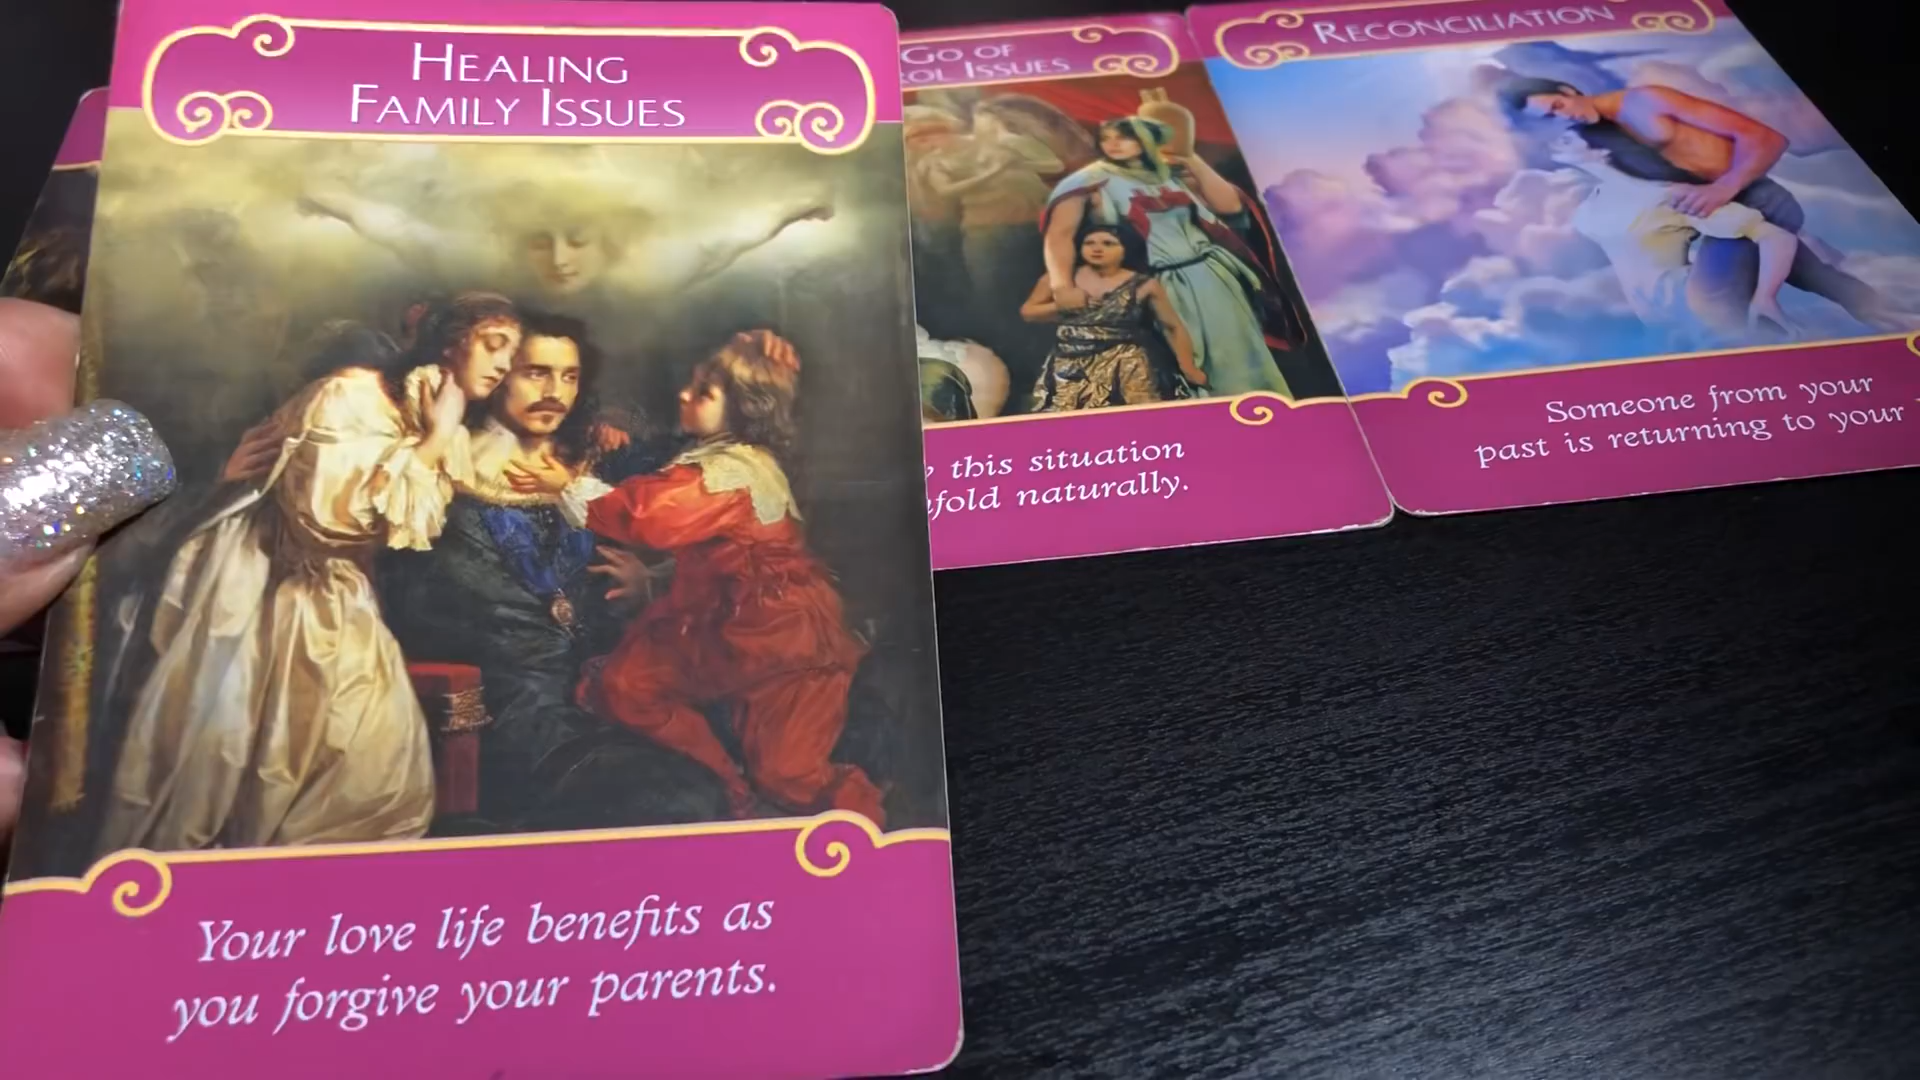 HEALING
FAMILY ISSUES
Your love life benefits as
you forgive your parents.
GO OF
ISSUES
this situation
naturally.
RECONCILIATION
Someone from your
past is returning to your